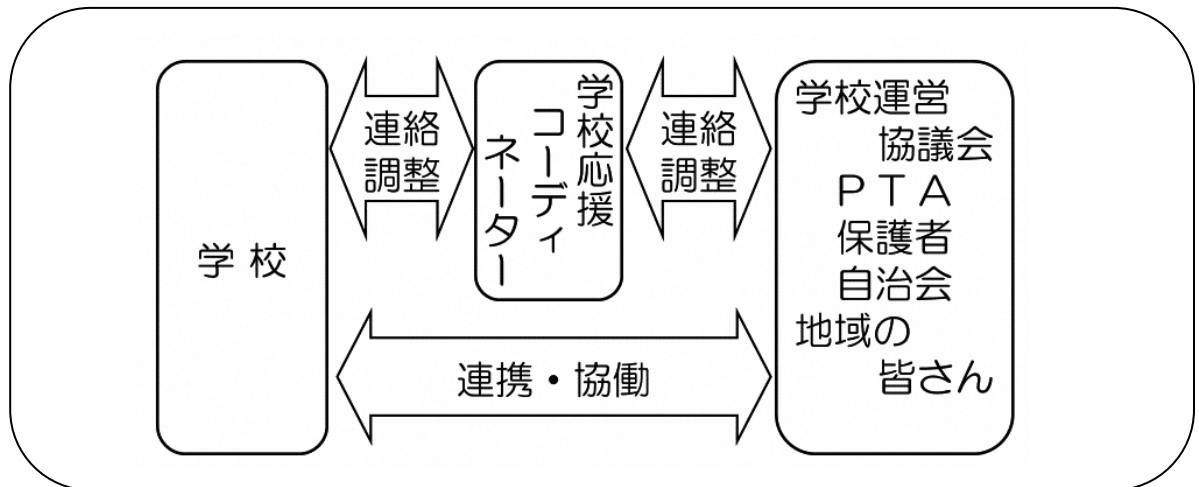 学校
連絡
調整
学校応援
コーディ
ネーター
連絡
調整
学校運営
協議会
ＰＴＡ
保護者
自治会
地域の
皆さん
連携・協働